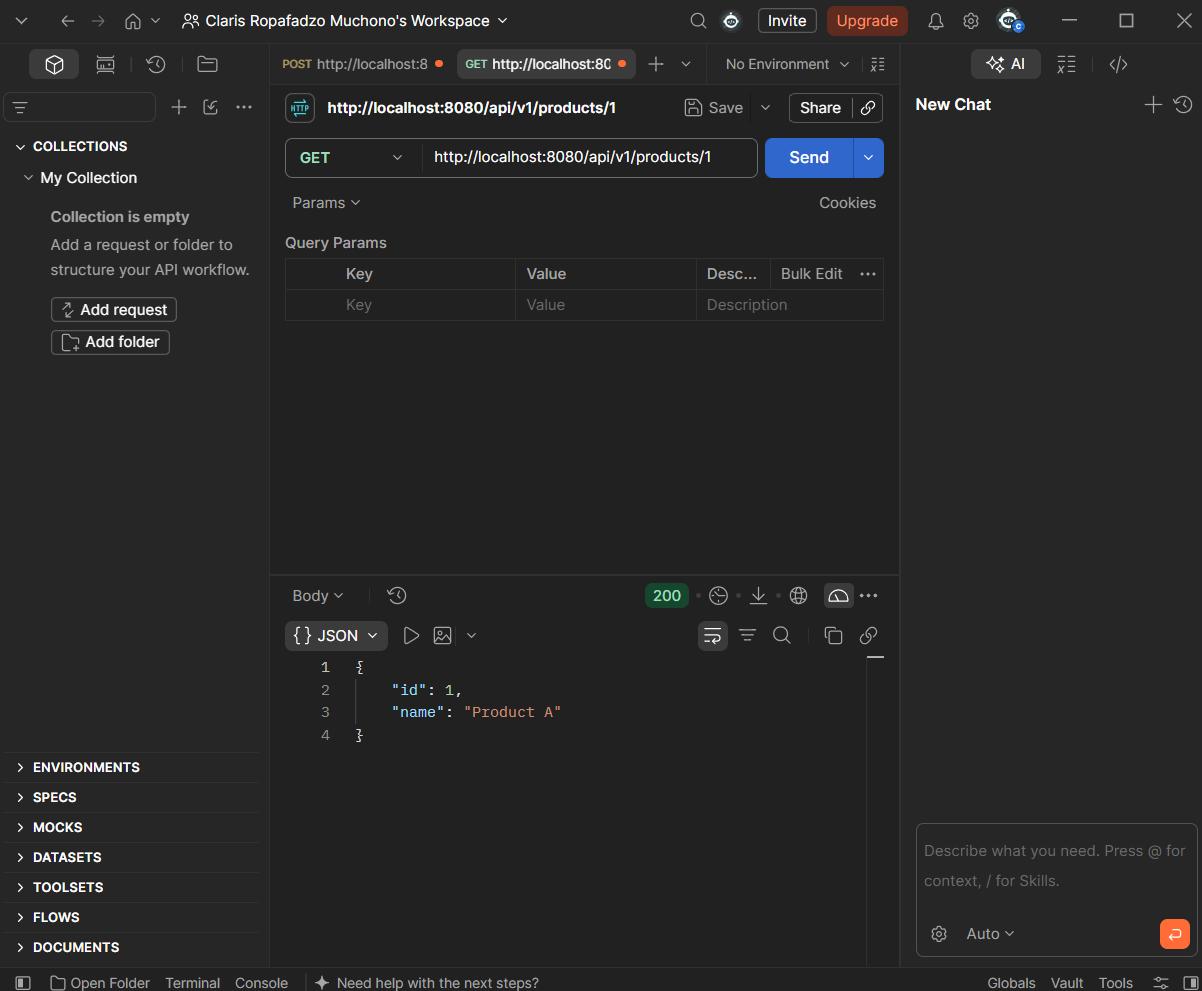 Claris Ropafadzo Muchono's Workspace
Invite
Upgrade
C
POST http://localhost:8
GET http://localhost:80
No Environment
AI
HTTP
http://localhost:8080/api/v1/products/1
Save
Share
New Chat
COLLECTIONS
My Collection
Collection is empty
Add a request or folder to
structure your API workflow.
Add request
Add folder
GET
http://localhost:8080/api/v1/products/1
Send
Params
Cookies
Query Params
Key Value Desc... Bulk Edit
Key Value Description
Body
200
{ } JSON
1 {
2 "id": 1,
3 "name": "Product A"
4 }
ENVIRONMENTS
SPECS
MOCKS
DATASETS
TOOLSETS
FLOWS
DOCUMENTS
Describe what you need. Press @ for
context, / for Skills.
Auto
Open Folder Terminal Console Need help with the next steps? Globals Vault Tools